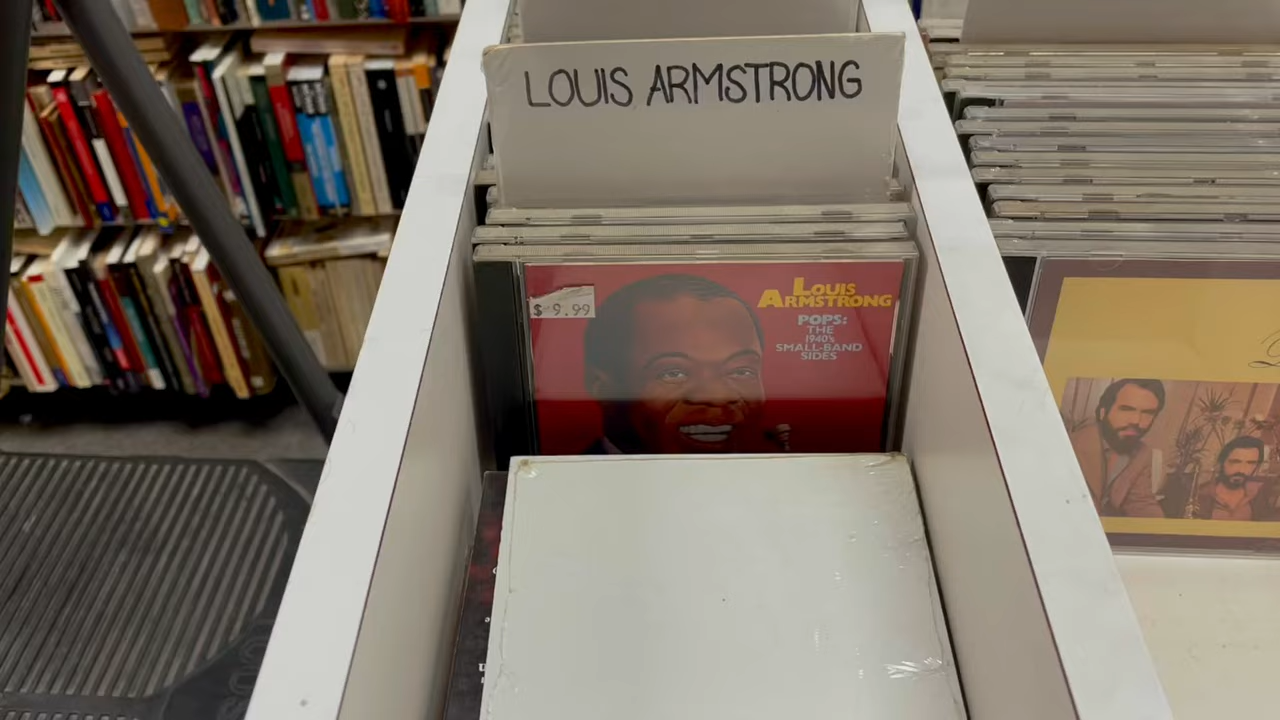 LOUIS ARMSTRONG
$ 9.99
LOUIS
ARMSTRONG
POPS:
THE
1940's
SMALL-BAND
SIDES